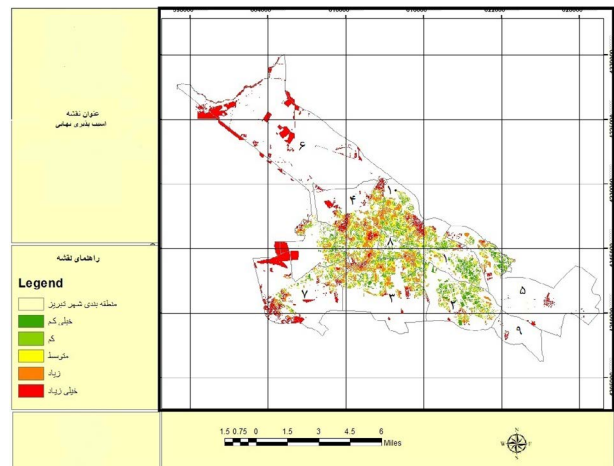 عنوان نقشه
اسیب پذیری نهایی
راهنمای نقشه
Legend
منطقه بندی شهر تبریز
خیلی کم
کم
متوسط
زیاد
خیلی زیاد
۶
۱۰
۴
۸
۱
۷
۳
۲
۵
۹
1.5 0.75 0 1.5 3 4.5 6
Miles